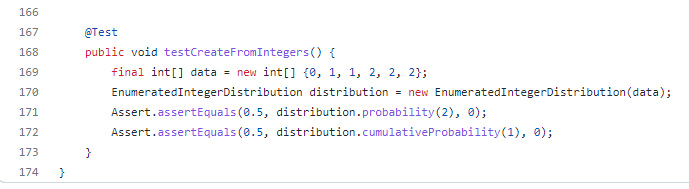 166
167 @Test
168 public void testCreateFromIntegers() {
169 final int[] data = new int[] {0, 1, 1, 2, 2, 2};
170 EnumeratedIntegerDistribution distribution = new EnumeratedIntegerDistribution(data);
171 Assert.assertEquals(0.5, distribution.probability(2), 0);
172 Assert.assertEquals(0.5, distribution.cumulativeProbability(1), 0);
173 }
174 }